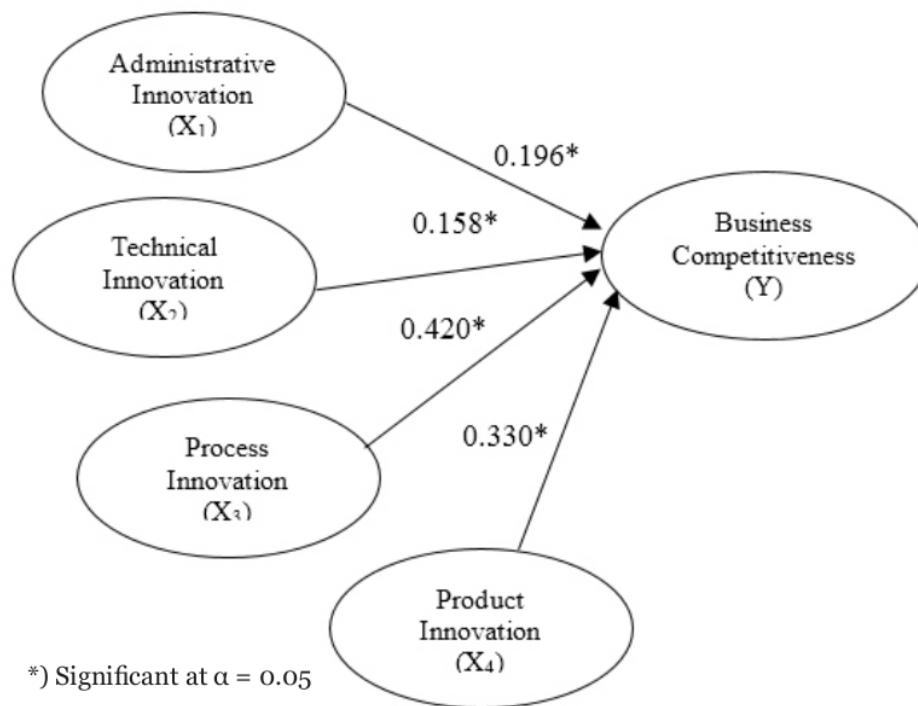 Administrative
Innovation
(X₁)
0.196*
Business
Competitiveness
(Y)
Technical
Innovation
(X₂)
0.158*
0.420*
Process
Innovation
(X₃)
0.330*
Product
Innovation
(X₄)
*) Significant at α = 0.05